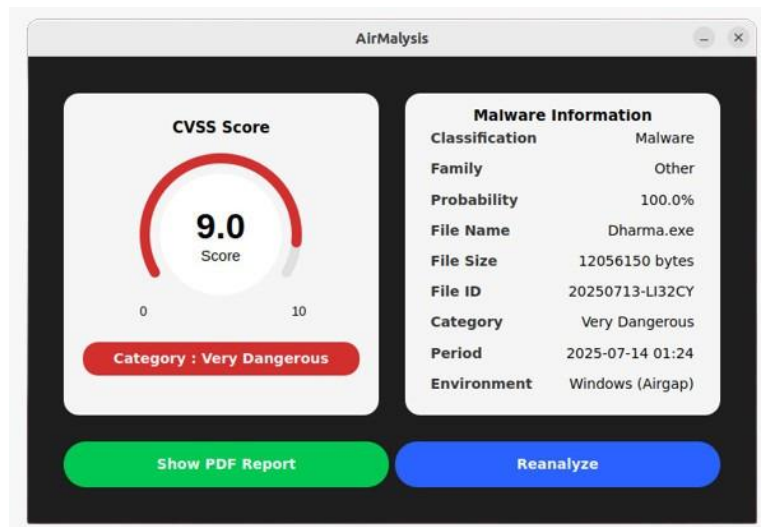 AirMalysis
CVSS Score
9.0
Score
0 10
Category : Very Dangerous
Malware Information
Classification Malware
Family Other
Probability 100.0%
File Name Dharma.exe
File Size 12056150 bytes
File ID 20250713-LI32CY
Category Very Dangerous
Period 2025-07-14 01:24
Environment Windows (Airgap)
Show PDF Report
Reanalyze